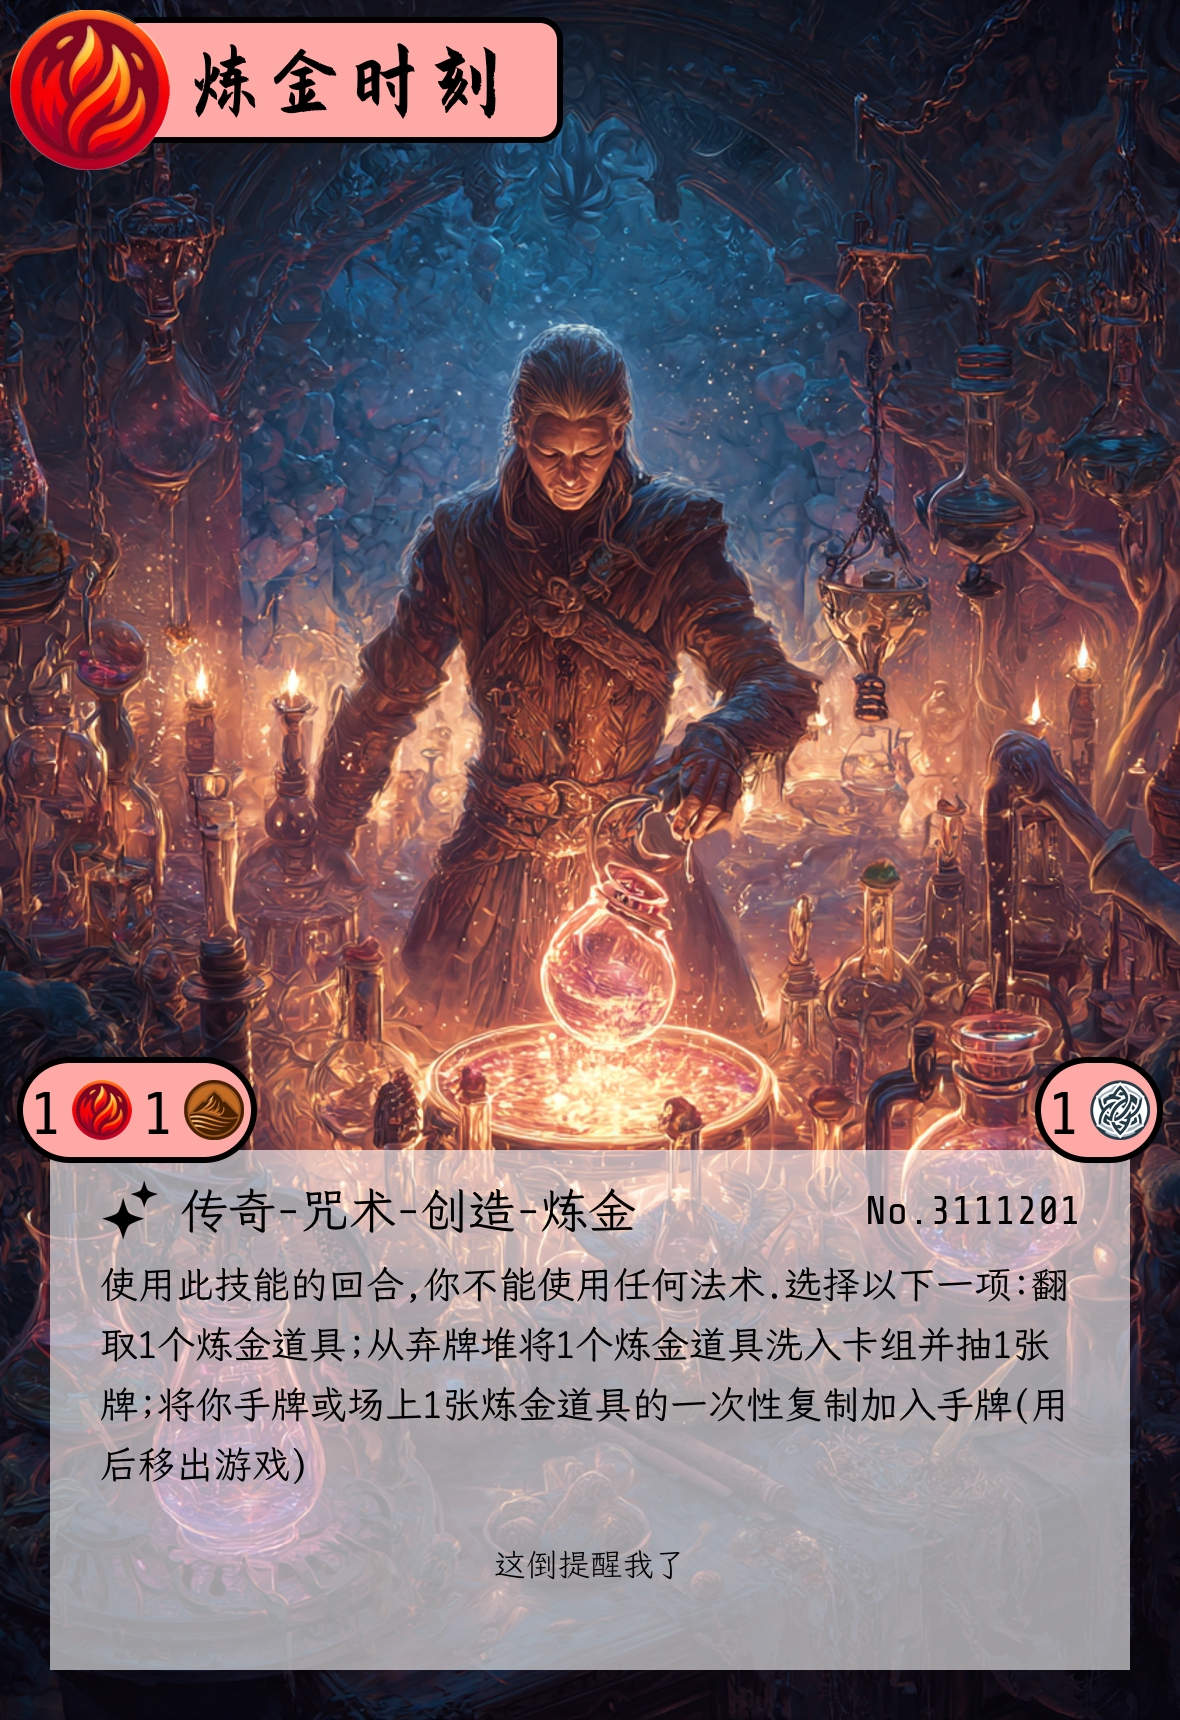 炼金时刻
1 1
1
传奇-咒术-创造-炼金
No.3111201
使用此技能的回合,你不能使用任何法术.选择以下一项:翻
取1个炼金道具;从弃牌堆将1个炼金道具洗入卡组并抽1张
牌;将你手牌或场上1张炼金道具的一次性复制加入手牌(用
后移出游戏)
这倒提醒我了